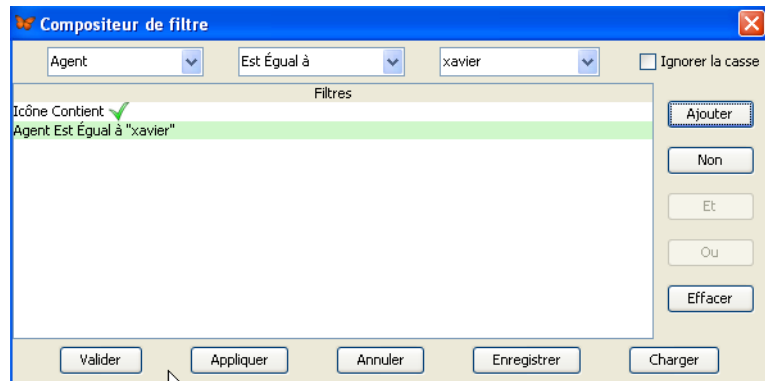 Compositeur de filtre
Agent Est Égual à xavier Ignorer la casse
Filtres
Icône Contient
Agent Est Égual à "xavier"
Ajouter
Non
Et
Ou
Effacer
Valider Appliquer Annuler Enregistrer Charger